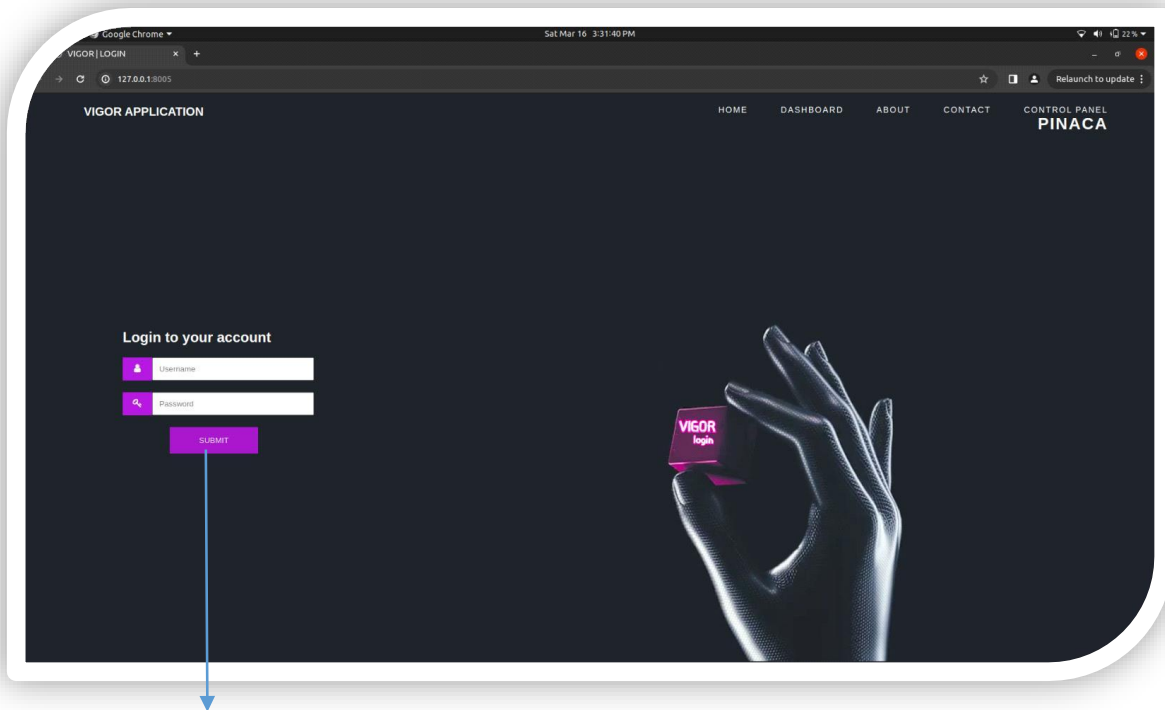 Google Chrome Sat Mar 16 3:31:40 PM 22%
VIGOR | LOGIN
127.0.0.1:8005 Relaunch to update
VIGOR APPLICATION HOME DASHBOARD ABOUT CONTACT CONTROL PANEL
PINACA
Login to your account
Username
Password
SUBMIT
VIGOR
login